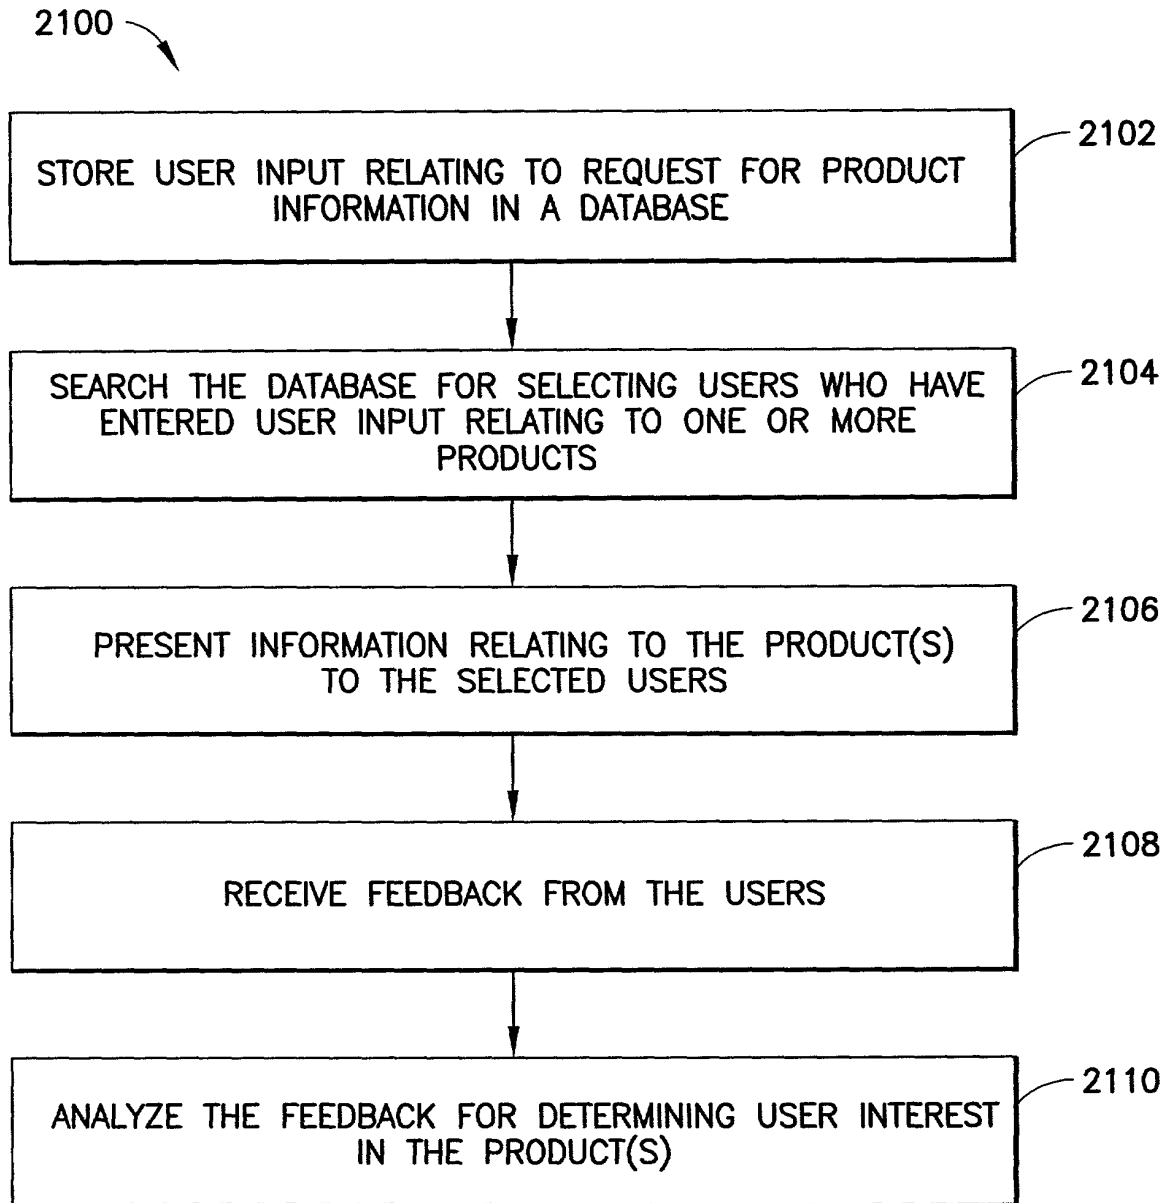 2100
2102
STORE USER INPUT RELATING TO REQUEST FOR PRODUCT
INFORMATION IN A DATABASE
2104
SEARCH THE DATABASE FOR SELECTING USERS WHO HAVE
ENTERED USER INPUT RELATING TO ONE OR MORE
PRODUCTS
2106
PRESENT INFORMATION RELATING TO THE PRODUCT(S)
TO THE SELECTED USERS
2108
RECEIVE FEEDBACK FROM THE USERS
2110
ANALYZE THE FEEDBACK FOR DETERMINING USER INTEREST
IN THE PRODUCT(S)